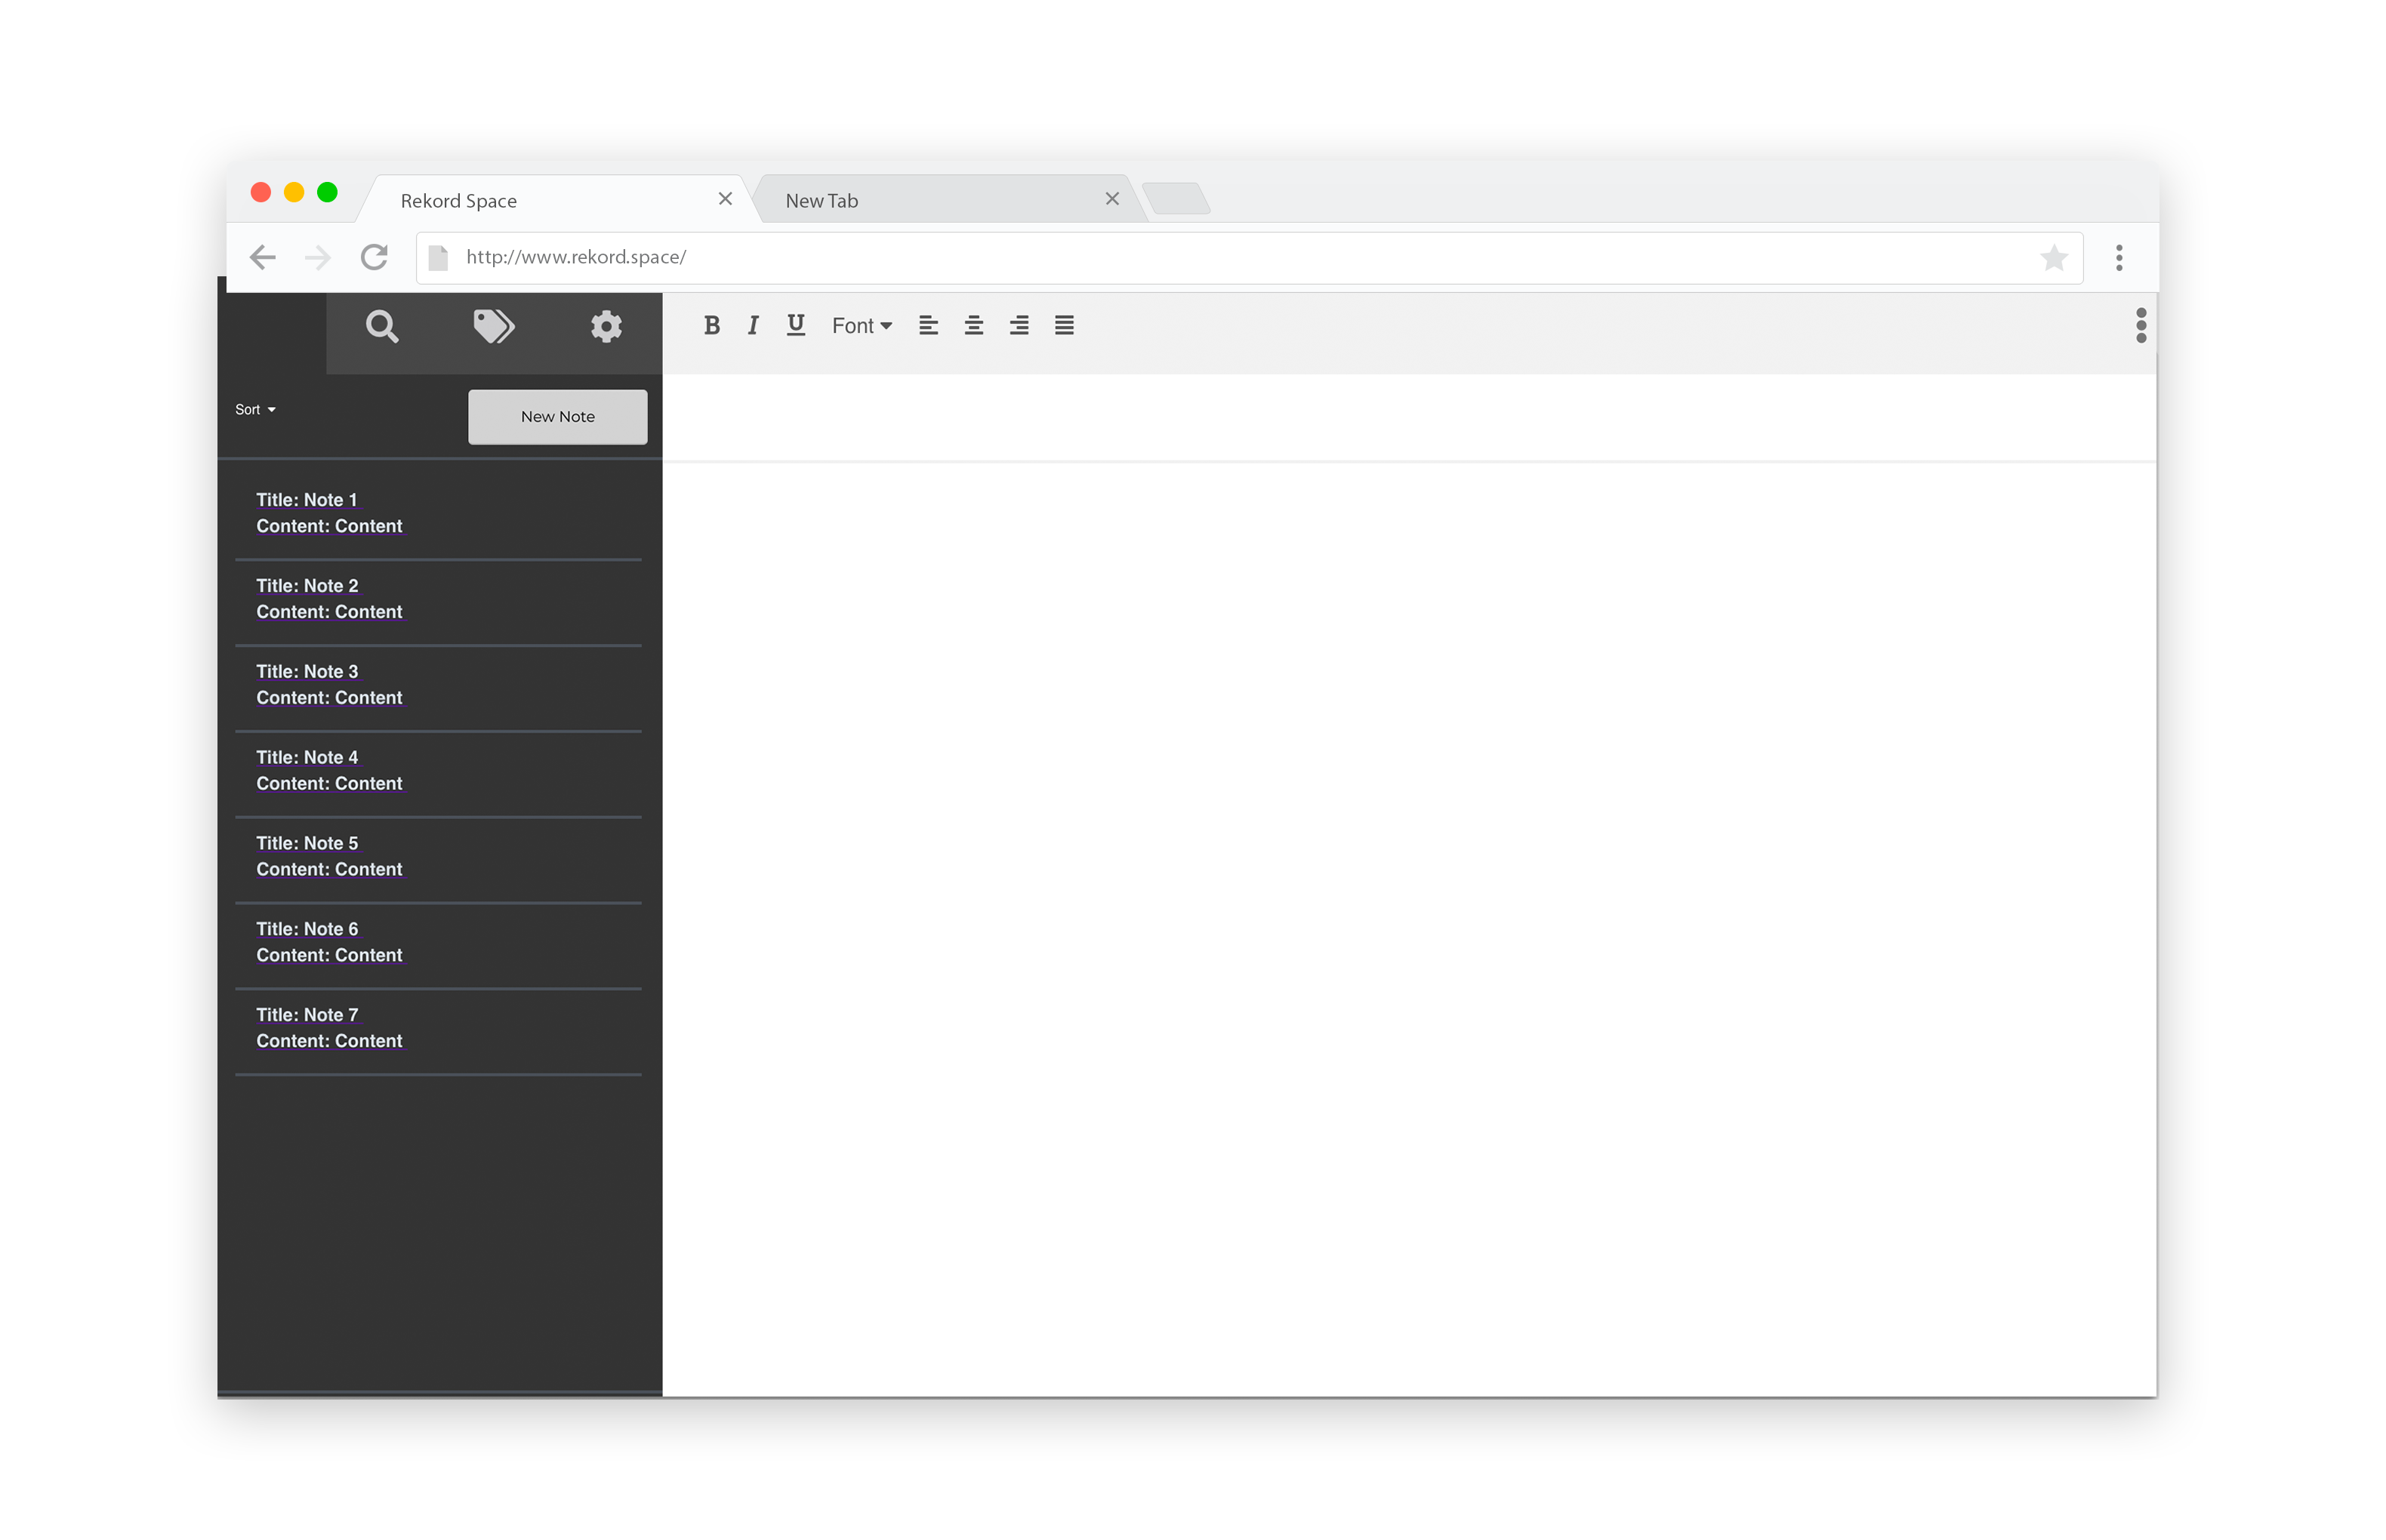 Rekord Space
New Tab
http://www.rekord.space/
B I U Font
Sort
New Note
Title: Note 1
Content: Content
Title: Note 2
Content: Content
Title: Note 3
Content: Content
Title: Note 4
Content: Content
Title: Note 5
Content: Content
Title: Note 6
Content: Content
Title: Note 7
Content: Content